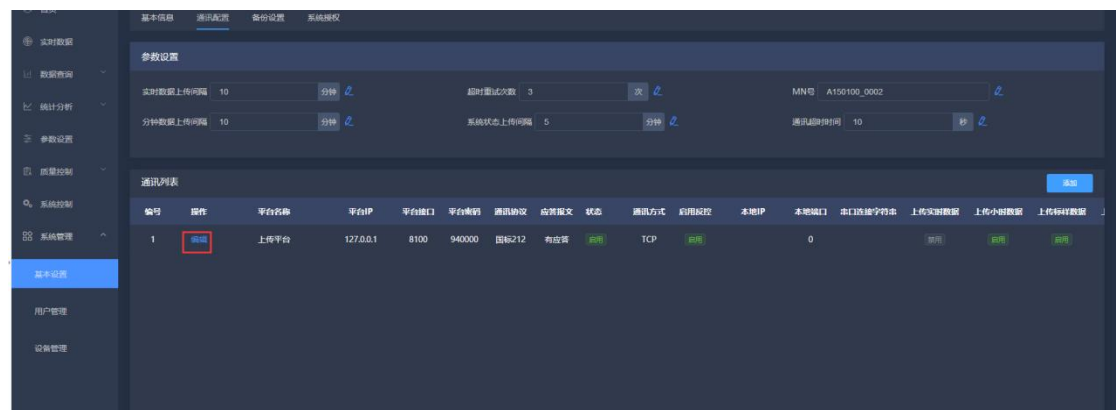 首页
基本信息 通讯配置 备份设置 系统授权
实时数据
数据查询
统计分析
参数设置
质量控制
系统控制
系统管理
基本设置
用户管理
设备管理
参数设置
实时数据上传间隔 10 分钟 超时重试次数 3 次 MN号 A150100_0002
分钟数据上传间隔 10 分钟 系统状态上传间隔 5 分钟 通讯超时时间 10 秒
通讯列表 添加
编号 操作 平台名称 平台IP 平台接口 平台密码 通讯协议 应答报文 状态 通讯方式 启用反控 本地IP 本地端口 串口连接字符串 上传实时数据 上传小时数据 上传标样数据
1 编辑 上传平台 127.0.0.1 8100 940000 国标212 有应答 启用 TCP 启用 0 禁用 启用 启用